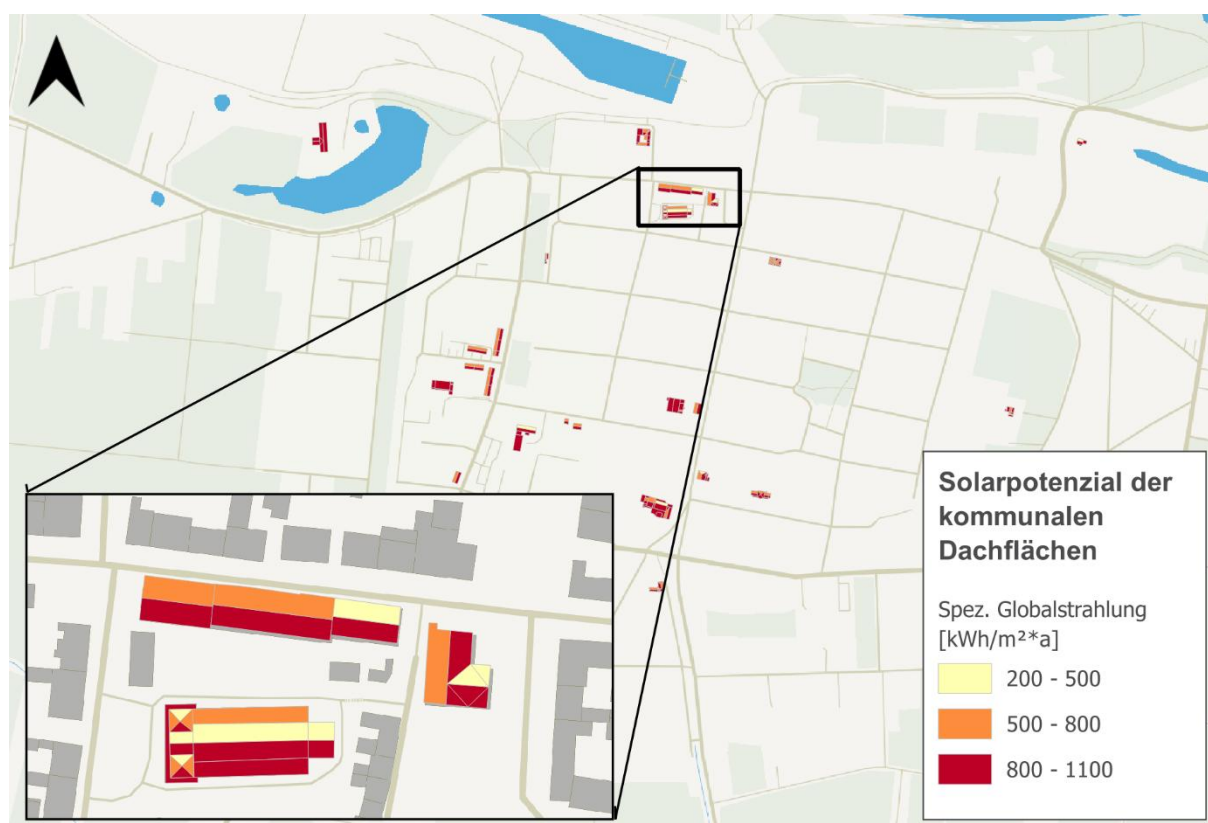 Solarpotenzial der
kommunalen
Dachflächen
Spez. Globalstrahlung
[kWh/m²*a]
200 - 500
500 - 800
800 - 1100